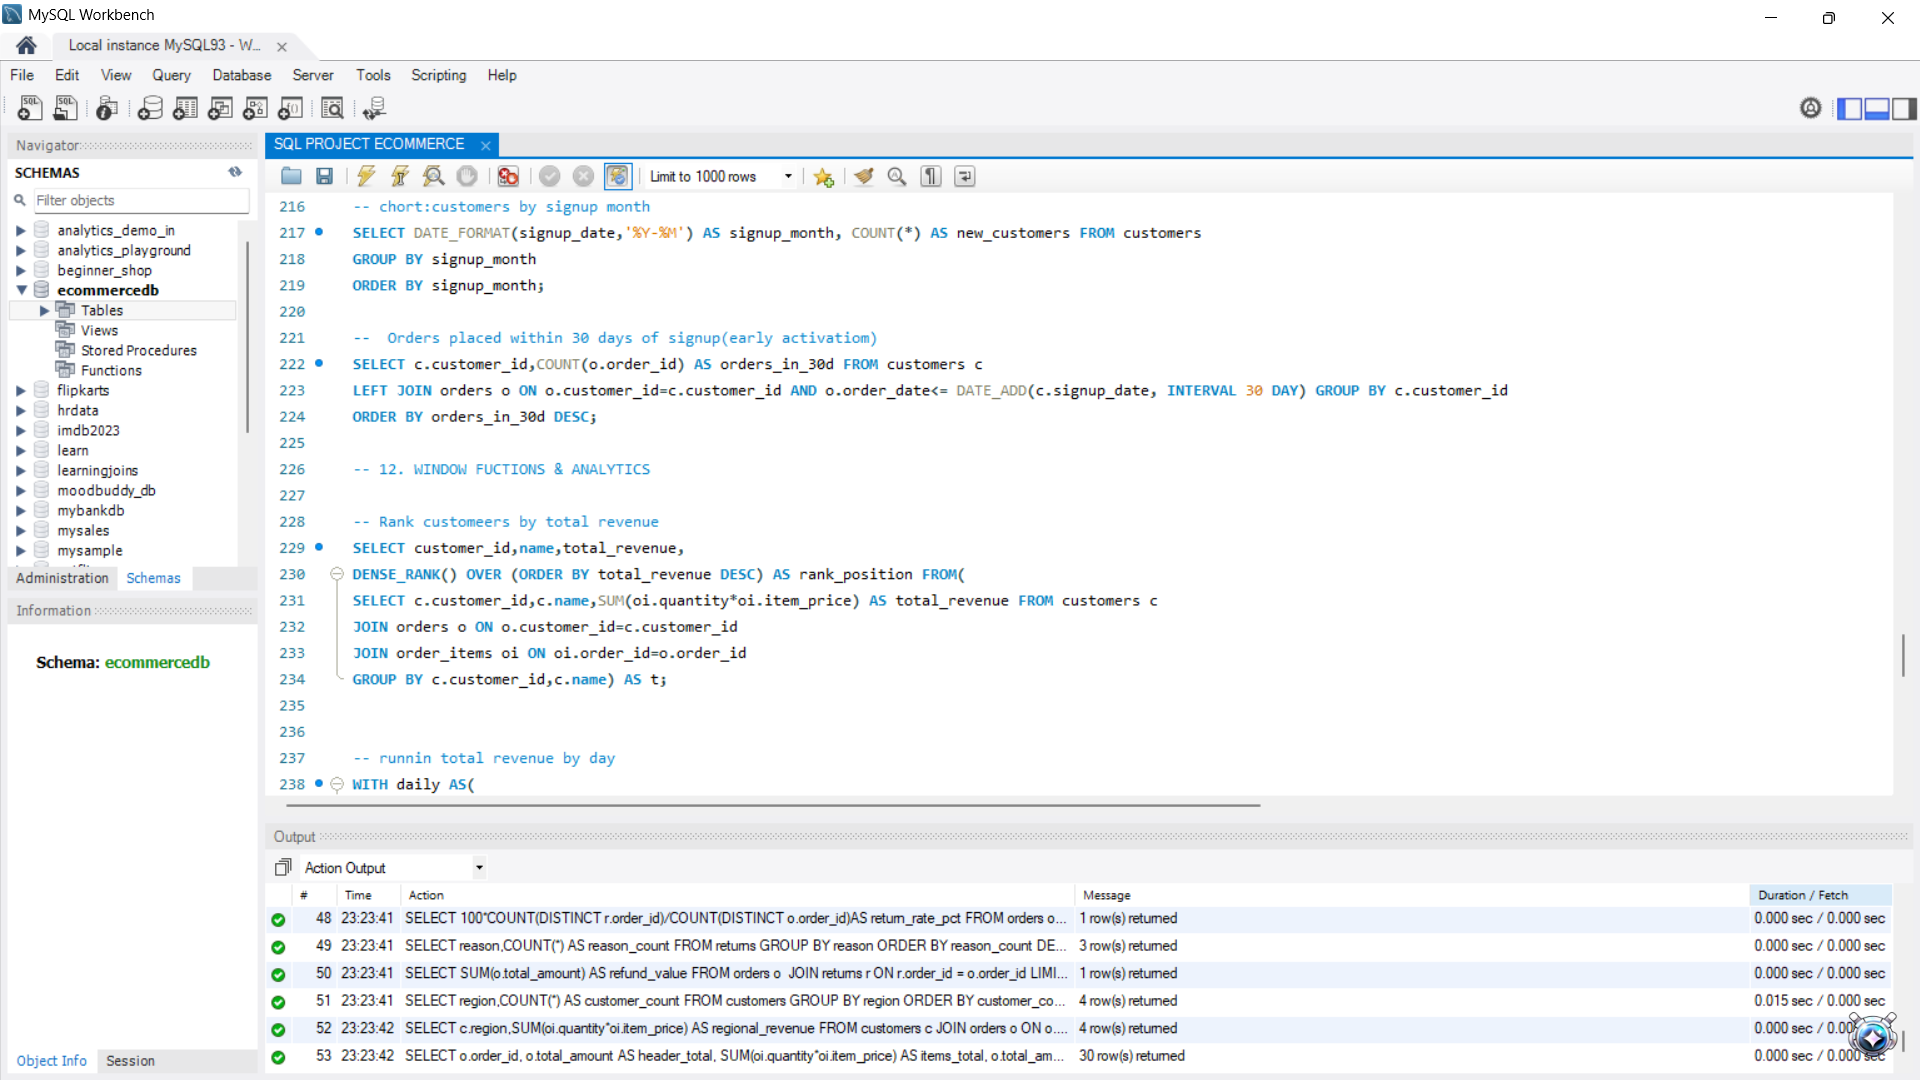 MySQL Workbench
Local instance MySQL93 - W...
File Edit View Query Database Server Tools Scripting Help
Navigator
SCHEMAS
Filter objects
analytics_demo_in
analytics_playground
beginner_shop
ecommercedb
Tables
Views
Stored Procedures
Functions
flipkarts
hrdata
imdb2023
learn
learningjoins
moodbuddy_db
mybankdb
mysales
mysample
Administration Schemas
Information
Schema: ecommercedb
Object Info Session
SQL PROJECT ECOMMERCE
Limit to 1000 rows
216 -- chort:customers by signup month
217 SELECT DATE_FORMAT(signup_date,'%Y-%M') AS signup_month, COUNT(*) AS new_customers FROM customers
218 GROUP BY signup_month
219 ORDER BY signup_month;
220
221 --  Orders placed within 30 days of signup(early activatiom)
222 SELECT c.customer_id,COUNT(o.order_id) AS orders_in_30d FROM customers c
223 LEFT JOIN orders o ON o.customer_id=c.customer_id AND o.order_date<= DATE_ADD(c.signup_date, INTERVAL 30 DAY) GROUP BY c.customer_id
224 ORDER BY orders_in_30d DESC;
225
226 -- 12. WINDOW FUCTIONS & ANALYTICS
227
228 -- Rank customeers by total revenue
229 SELECT customer_id,name,total_revenue,
230 DENSE_RANK() OVER (ORDER BY total_revenue DESC) AS rank_position FROM(
231 SELECT c.customer_id,c.name,SUM(oi.quantity*oi.item_price) AS total_revenue FROM customers c
232 JOIN orders o ON o.customer_id=c.customer_id
233 JOIN order_items oi ON oi.order_id=o.order_id
234 GROUP BY c.customer_id,c.name) AS t;
235
236
237 -- runnin total revenue by day
238 WITH daily AS(
Output
Action Output
# Time Action Message Duration / Fetch
48 23:23:41 SELECT 100*COUNT(DISTINCT r.order_id)/COUNT(DISTINCT o.order_id)AS return_rate_pct FROM orders o... 1 row(s) returned 0.000 sec / 0.000 sec
49 23:23:41 SELECT reason,COUNT(*) AS reason_count FROM returns GROUP BY reason ORDER BY reason_count DE... 3 row(s) returned 0.000 sec / 0.000 sec
50 23:23:41 SELECT SUM(o.total_amount) AS refund_value FROM orders o  JOIN returns r ON r.order_id = o.order_id LIMI... 1 row(s) returned 0.000 sec / 0.000 sec
51 23:23:41 SELECT region,COUNT(*) AS customer_count FROM customers GROUP BY region ORDER BY customer_co... 4 row(s) returned 0.015 sec / 0.000 sec
52 23:23:42 SELECT c.region,SUM(oi.quantity*oi.item_price) AS regional_revenue FROM customers c JOIN orders o ON o.... 4 row(s) returned 0.000 sec /
53 23:23:42 SELECT o.order_id, o.total_amount AS header_total, SUM(oi.quantity*oi.item_price) AS items_total, o.total_am... 30 row(s) returned 0.000 sec / 0.000 sec